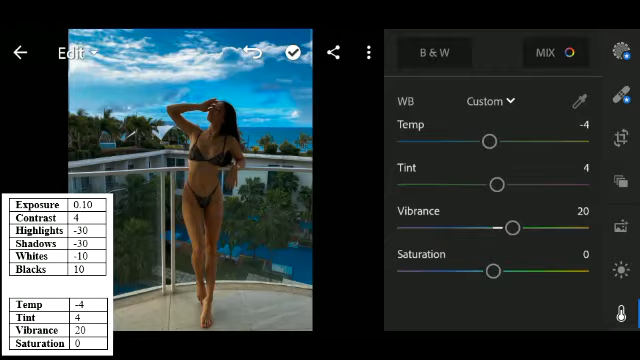 Edit
B & W
MIX
WB
Custom
Temp -4
Tint 4
Vibrance 20
Saturation 0
Exposure 0.10
Contrast 4
Highlights -30
Shadows -30
Whites -10
Blacks 10
Temp -4
Tint 4
Vibrance 20
Saturation 0